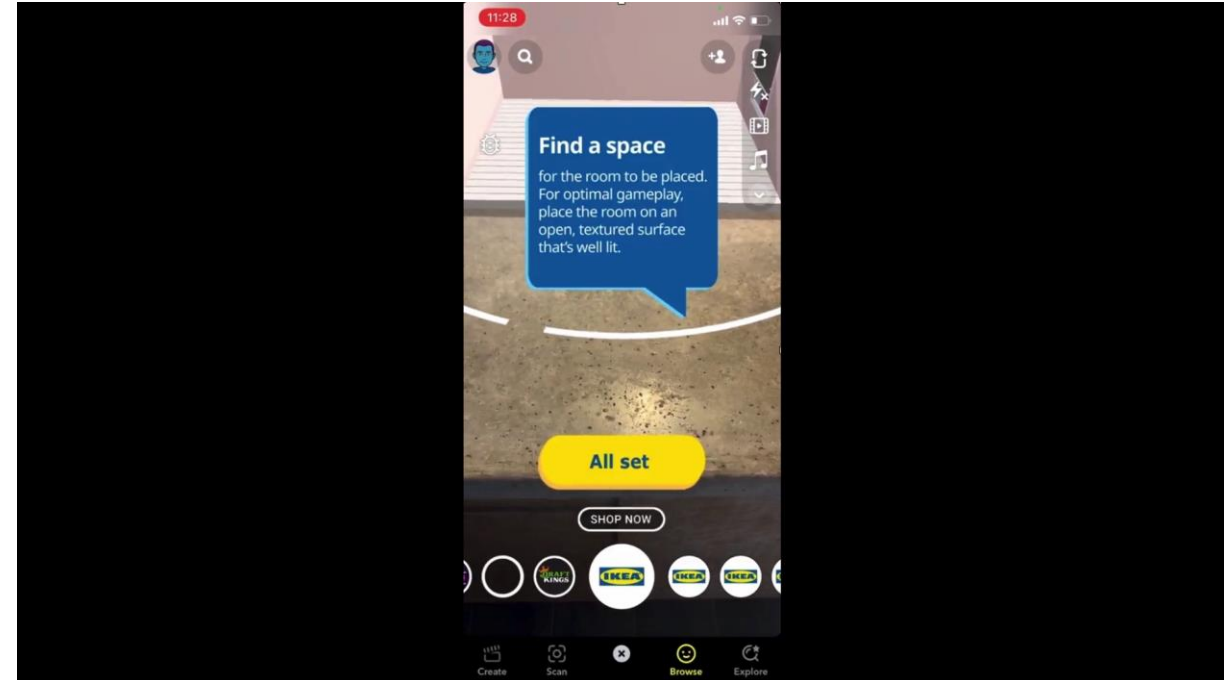 11:28
Find a space
for the room to be placed.
For optimal gameplay,
place the room on an
open, textured surface
that's well lit.
All set
SHOP NOW
DRAFT
KINGS
IKEA
IKEA
IKEA
Create
Scan
Browse
Explore